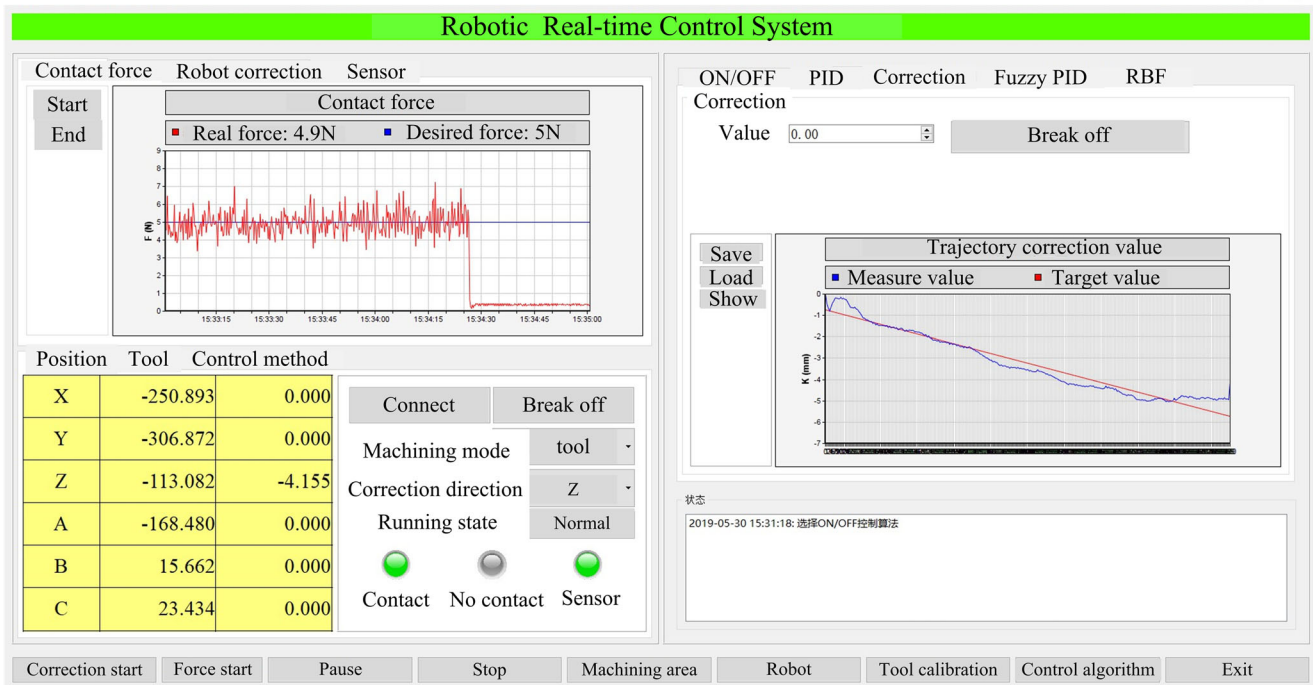 Robotic Real-time Control System
Contact force Robot correction Sensor
Start
End
Contact force
Real force: 4.9N Desired force: 5N
9
8
7
6
5
4
3
2
1
0
F (N)
15:33:15 15:33:30 15:33:45 15:34:00 15:34:15 15:34:30 15:34:45 15:35:00
Position Tool Control method
X -250.893 0.000
Y -306.872 0.000
Z -113.082 -4.155
A -168.480 0.000
B 15.662 0.000
C 23.434 0.000
Connect Break off
Machining mode tool
Correction direction Z
Running state Normal
Contact No contact Sensor
ON/OFF PID Correction Fuzzy PID RBF
Correction
Value 0.00 Break off
Save
Load
Show
Trajectory correction value
Measure value Target value
0
-1
-2
-3
-4
-5
-6
-7
K (mm)
状态
2019-05-30 15:31:18: 选择ON/OFF控制算法
Correction start Force start Pause Stop Machining area Robot Tool calibration Control algorithm Exit